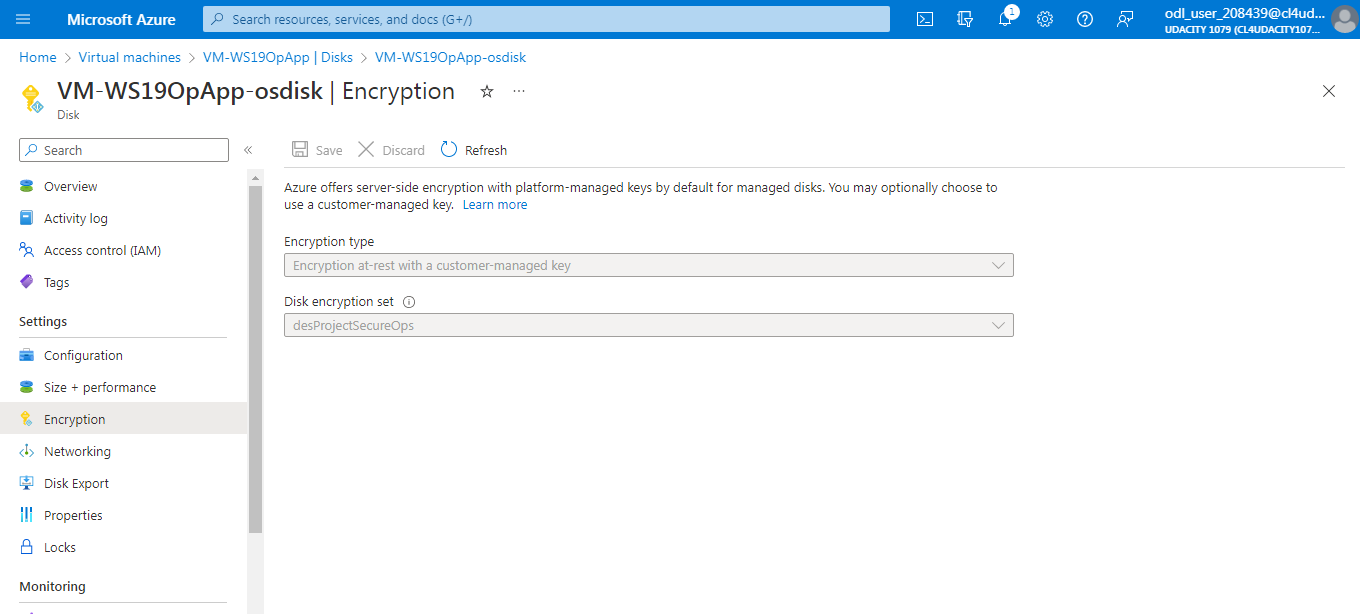 Microsoft Azure
Search resources, services, and docs (G+/)
1
odl_user_208439@cl4ud...
UDACITY 1079 (CL4UDACITY107...
Home > Virtual machines > VM-WS19OpApp | Disks > VM-WS19OpApp-osdisk
VM-WS19OpApp-osdisk | Encryption
Disk
Search
Overview
Activity log
Access control (IAM)
Tags
Settings
Configuration
Size + performance
Encryption
Networking
Disk Export
Properties
Locks
Monitoring
Save
Discard
Refresh
Azure offers server-side encryption with platform-managed keys by default for managed disks. You may optionally choose to
use a customer-managed key. Learn more
Encryption type
Encryption at-rest with a customer-managed key
Disk encryption set
desProjectSecureOps